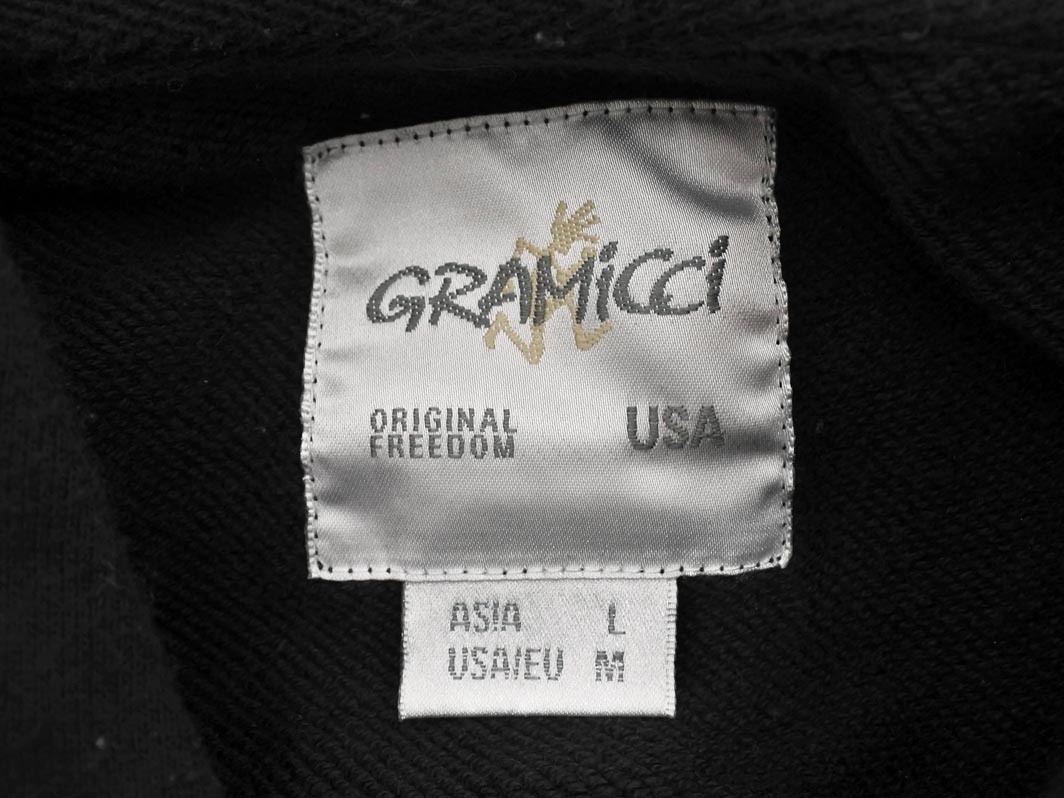 GRAMiCCi
ORIGINAL
FREEDOM
USA
ASIA L
USA/EU M